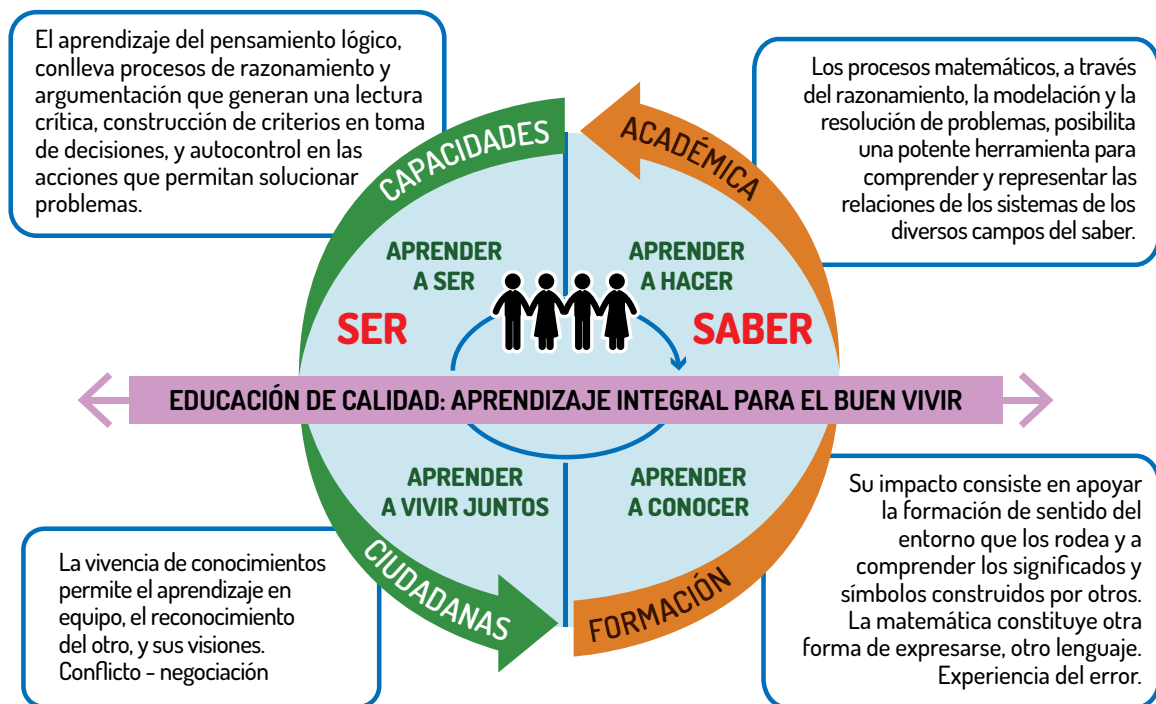 El aprendizaje del pensamiento lógico,
conlleva procesos de razonamiento y
argumentación que generan una lectura
crítica, construcción de criterios en toma
de decisiones, y autocontrol en las
acciones que permitan solucionar
problemas.
Los procesos matemáticos, a través
del razonamiento, la modelación y la
resolución de problemas, posibilita
una potente herramienta para
comprender y representar las
relaciones de los sistemas de los
diversos campos del saber.
CAPACIDADES
ACADÉMICA
APRENDER
A SER
APRENDER
A HACER
SER
SABER
EDUCACIÓN DE CALIDAD: APRENDIZAJE INTEGRAL PARA EL BUEN VIVIR
APRENDER
A VIVIR JUNTOS
APRENDER
A CONOCER
CIUDADANAS
FORMACIÓN
La vivencia de conocimientos
permite el aprendizaje en
equipo, el reconocimiento
del otro, y sus visiones.
Conflicto - negociación
Su impacto consiste en apoyar
la formación de sentido del
entorno que los rodea y a
comprender los significados y
símbolos construidos por otros.
La matemática constituye otra
forma de expresarse, otro lenguaje.
Experiencia del error.